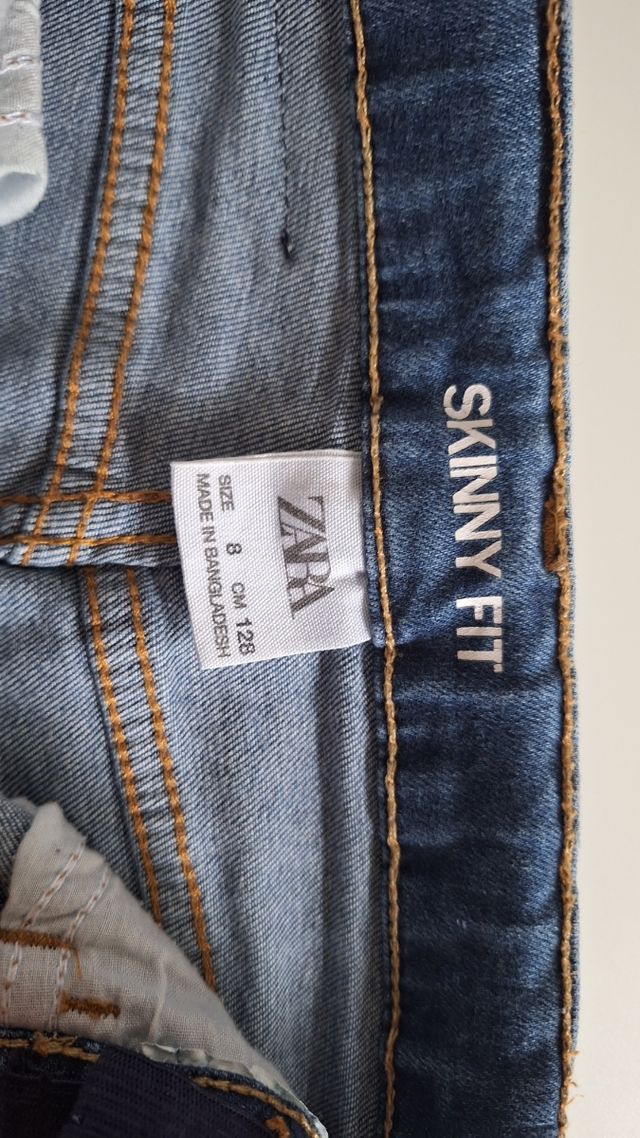 SKINNY FIT
ZARA
SIZE 8 CM 128
MADE IN BANGLADESH